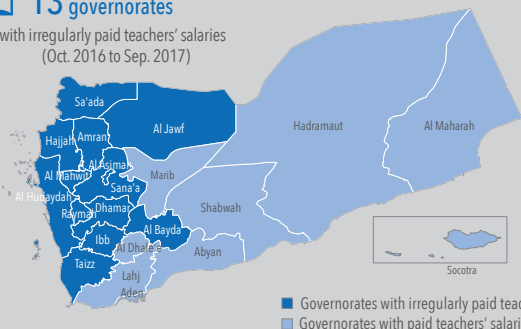 13 governorates
with irregularly paid teachers' salaries
(Oct. 2016 to Sep. 2017)
Sa'ada
Al Jawf
Hadramaut
Al Maharah
Hajjah
Amran
Al Asimah
Marib
Al Mahwit
Sana'a
Al Hudaydah
Shabwah
Raymah
Dhamar
Al Bayda
Ibb
Al Dhale'e
Abyan
Taizz
Lahj
Aden
Socotra
Governorates with irregularly paid teac
Governorates with paid teachers' salarie